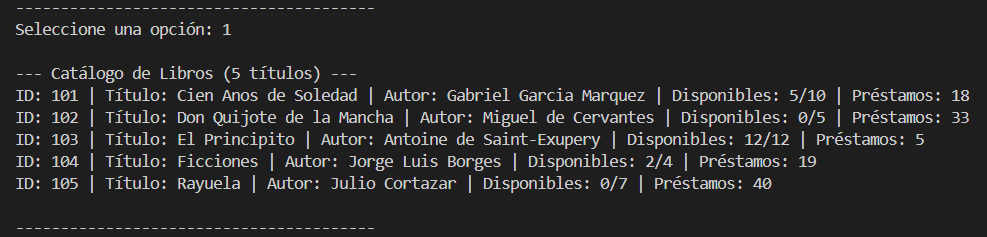 ----------------------------------------
Seleccione una opción: 1
--- Catálogo de Libros (5 títulos) ---
ID: 101 | Título: Cien Anos de Soledad | Autor: Gabriel Garcia Marquez | Disponibles: 5/10 | Préstamos: 18
ID: 102 | Título: Don Quijote de la Mancha | Autor: Miguel de Cervantes | Disponibles: 0/5 | Préstamos: 33
ID: 103 | Título: El Principito | Autor: Antoine de Saint-Exupery | Disponibles: 12/12 | Préstamos: 5
ID: 104 | Título: Ficciones | Autor: Jorge Luis Borges | Disponibles: 2/4 | Préstamos: 19
ID: 105 | Título: Rayuela | Autor: Julio Cortazar | Disponibles: 0/7 | Préstamos: 40
----------------------------------------